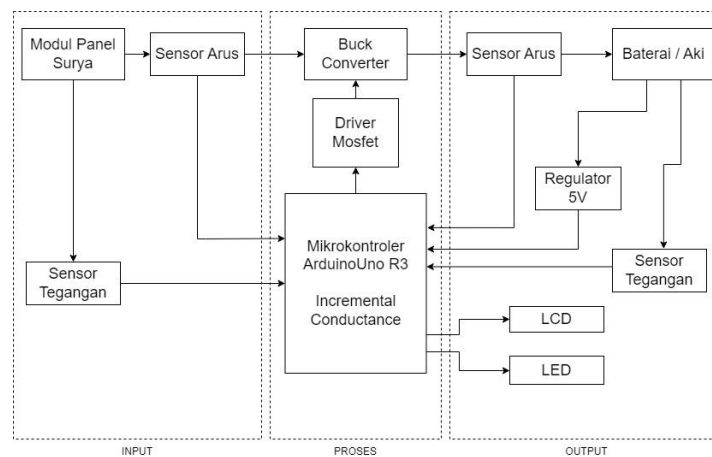 Modul Panel
Surya
Sensor Arus
Buck
Converter
Sensor Arus
Baterai / Aki
Driver
Mosfet
Regulator
5V
Mikrokontroler
ArduinoUno R3
Incremental
Conductance
Sensor
Tegangan
Sensor
Tegangan
LCD
LED
INPUT
PROSES
OUTPUT